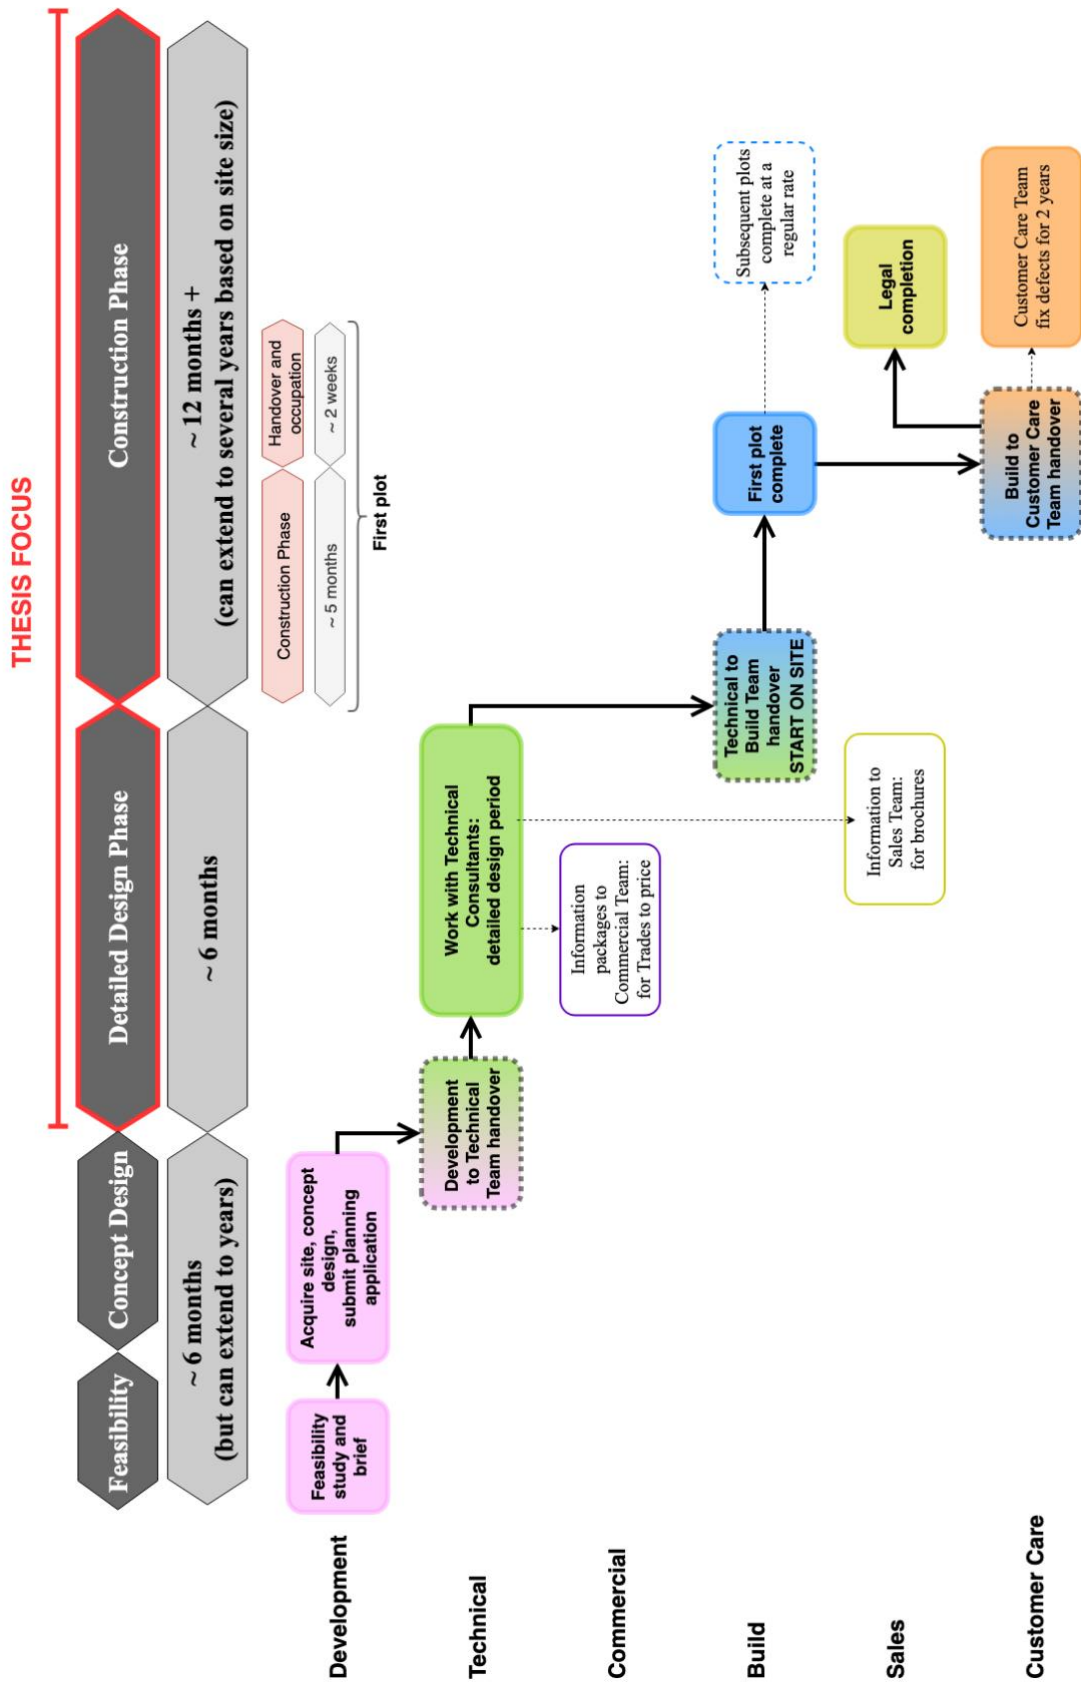 THESIS FOCUS
Feasibility
Concept Design
Detailed Design Phase
Construction Phase
~ 6 months
(but can extend to years)
~ 6 months
~ 12 months +
(can extend to several years based on site size)
Construction Phase
Handover and
occupation
~ 5 months
~ 2 weeks
First plot
Development
Feasibility
study and
brief
Acquire site, concept
design,
submit planning
application
Technical
Development
to Technical
Team handover
Work with Technical
Consultants:
detailed design period
Commercial
Information
packages to
Commercial Team:
for Trades to price
Build
Technical to
Build Team
handover
START ON SITE
First plot
complete
Subsequent plots
complete at a
regular rate
Sales
Information to
Sales Team:
for brochures
Legal
completion
Customer Care
Build to
Customer Care
Team handover
Customer Care Team
fix defects for 2 years